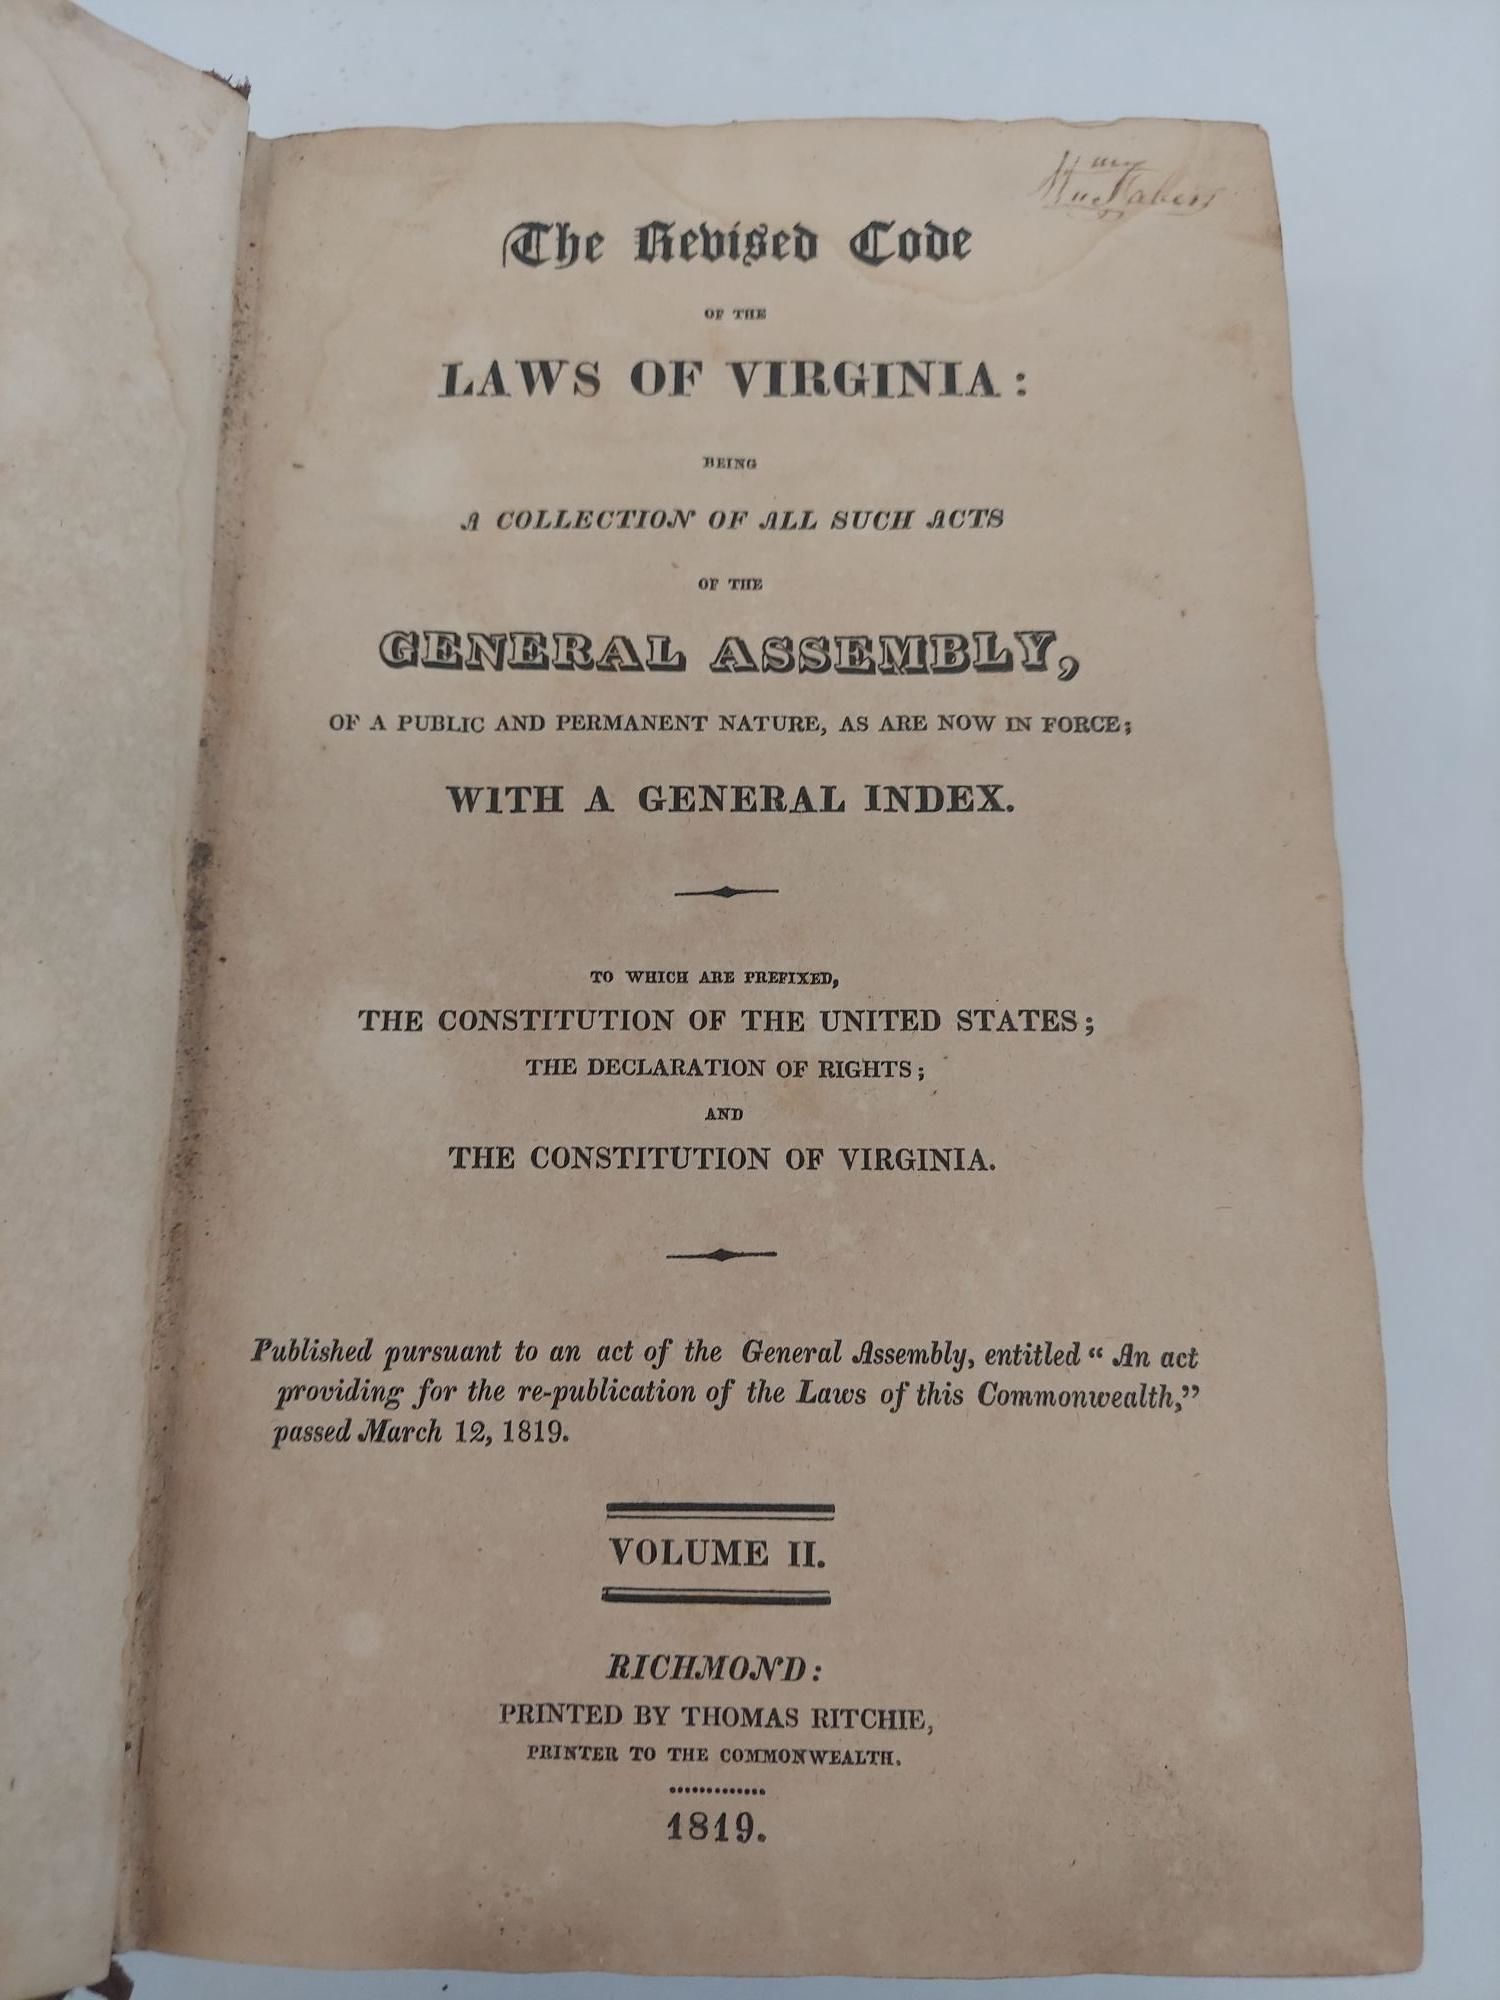 The Revised Code
OF THE
LAWS OF VIRGINIA:
BEING
A COLLECTION OF ALL SUCH ACTS
OF THE
GENERAL ASSEMBLY,
OF A PUBLIC AND PERMANENT NATURE, AS ARE NOW IN FORCE;
WITH A GENERAL INDEX.
TO WHICH ARE PREFIXED,
THE CONSTITUTION OF THE UNITED STATES;
THE DECLARATION OF RIGHTS;
AND
THE CONSTITUTION OF VIRGINIA.
Published pursuant to an act of the General Assembly, entitled “ An act
providing for the re-publication of the Laws of this Commonwealth,”
passed March 12, 1819.
VOLUME II.
RICHMOND:
PRINTED BY THOMAS RITCHIE,
PRINTER TO THE COMMONWEALTH.
1819.